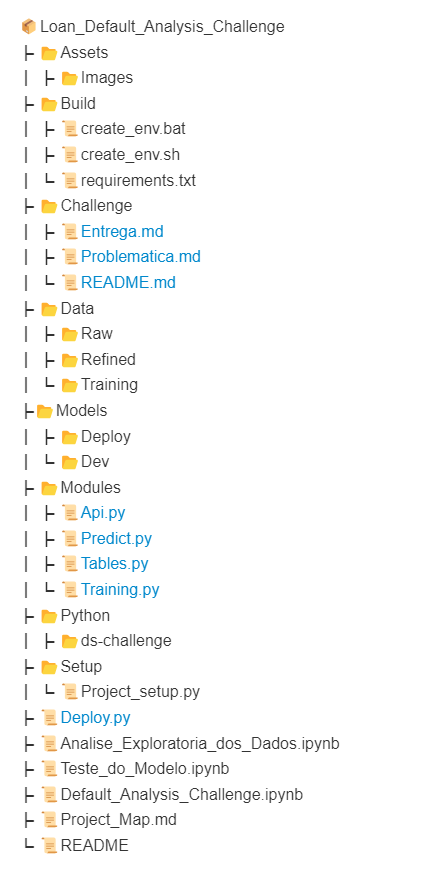 📦 Loan_Default_Analysis_Challenge
┣ 📂Assets
┃ ┣ 📂Images
┣ 📂Build
┃ ┣ 📜create_env.bat
┃ ┣ 📜create_env.sh
┃ ┗ 📜requirements.txt
┣ 📂Challenge
┃ ┣ 📜Entrega.md
┃ ┣ 📜Problematica.md
┃ ┗ 📜README.md
┣ 📂Data
┃ ┣ 📂Raw
┃ ┣ 📂Refined
┃ ┗ 📂Training
┣📂Models
┃ ┣ 📂Deploy
┃ ┗ 📂Dev
┣ 📂Modules
┃ ┣ 📜Api.py
┃ ┣ 📜Predict.py
┃ ┣ 📜Tables.py
┃ ┗ 📜Training.py
┣ 📂Python
┃ ┣ 📂ds-challenge
┣ 📂Setup
┃ ┗ 📜Project_setup.py
┣ 📜Deploy.py
┣ 📜Analise_Exploratoria_dos_Dados.ipynb
┣ 📜Teste_do_Modelo.ipynb
┣ 📜Default_Analysis_Challenge.ipynb
┣ 📜Project_Map.md
┗ 📜README